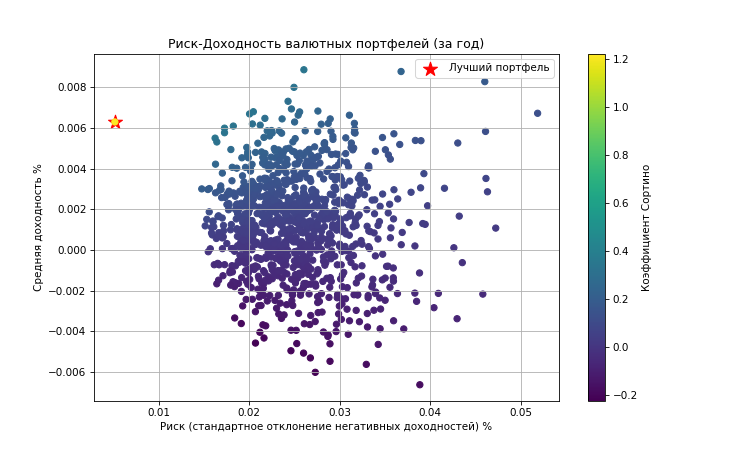 Риск-Доходность валютных портфелей (за год)
Лучший портфель
Средняя доходность %
0.008
0.006
0.004
0.002
0.000
−0.002
−0.004
−0.006
0.01 0.02 0.03 0.04 0.05
Риск (стандартное отклонение негативных доходностей) %
1.2
1.0
0.8
0.6
0.4
0.2
0.0
−0.2
Коэффициент Сортино